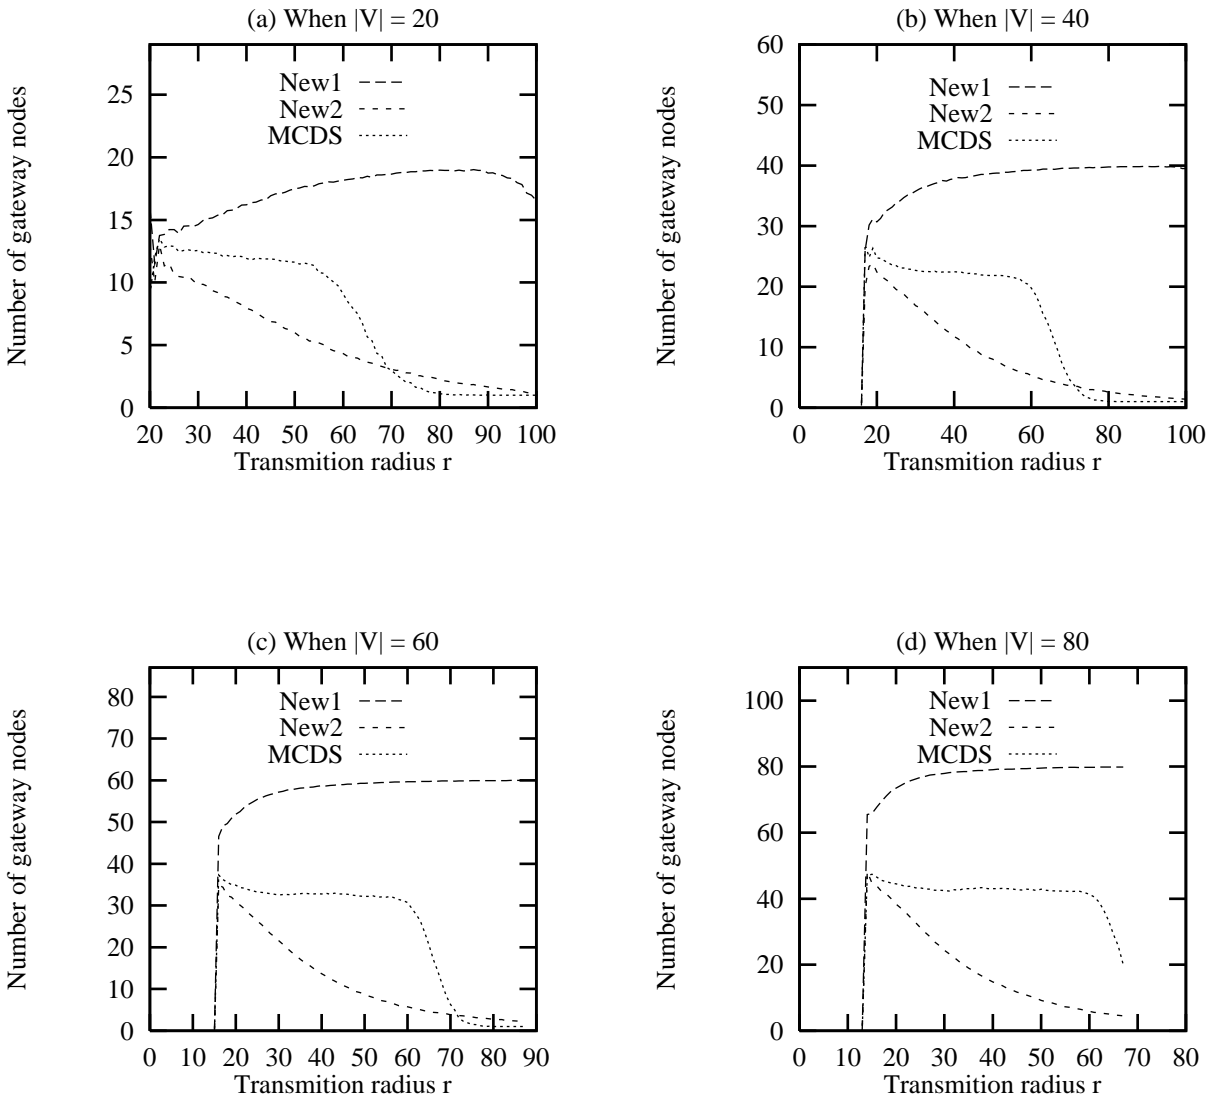 (a) When |V| = 20
Number of gateway nodes
25
20
15
10
5
0
New1
New2
MCDS
20 30 40 50 60 70 80 90 100
Transmition radius r
(b) When |V| = 40
Number of gateway nodes
60
50
40
30
20
10
0
New1
New2
MCDS
0 20 40 60 80 100
Transmition radius r
(c) When |V| = 60
Number of gateway nodes
80
70
60
50
40
30
20
10
0
New1
New2
MCDS
0 10 20 30 40 50 60 70 80 90
Transmition radius r
(d) When |V| = 80
Number of gateway nodes
100
80
60
40
20
0
New1
New2
MCDS
0 10 20 30 40 50 60 70 80
Transmition radius r